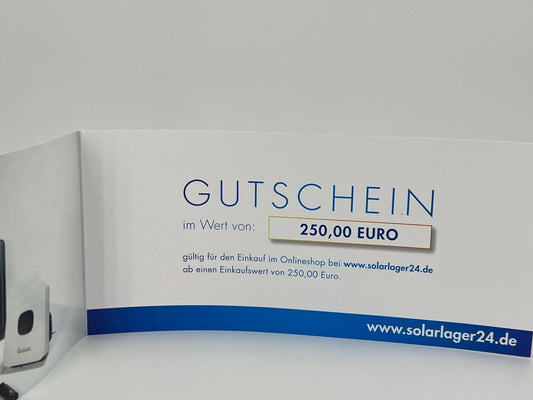 GUTSCHEIN
im Wert von: 250,00 EURO
gültig für den Einkauf im Onlineshop bei www.solarlager24.de
ab einen Einkaufswert von 250,00 Euro.
www.solarlager24.de